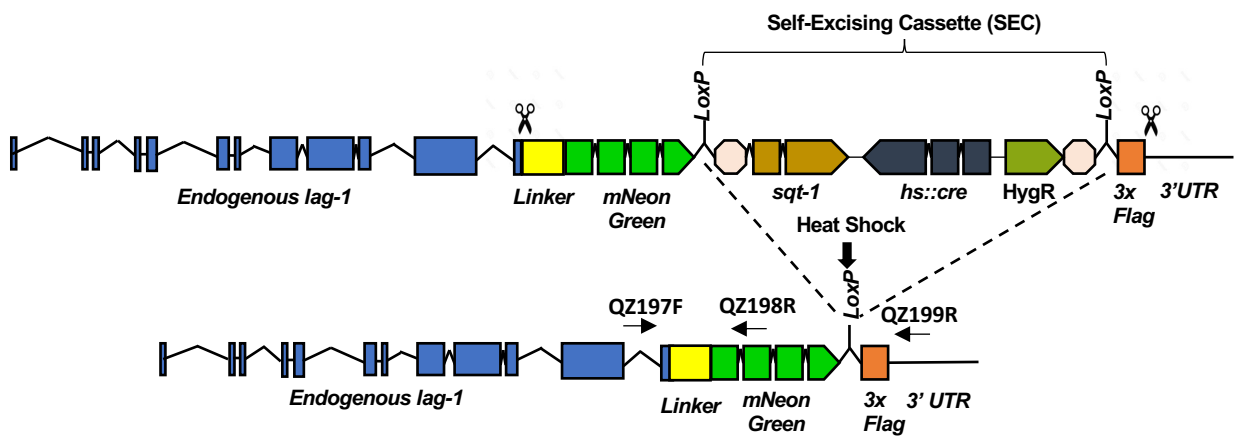 Self-Excising Cassette (SEC)
LoxP
LoxP
Endogenous lag-1
Linker
mNeon
Green
sqt-1
hs::cre
HygR
3x
Flag
3'UTR
Heat Shock
LoxP
QZ197F
QZ198R
QZ199R
Endogenous lag-1
Linker
mNeon
Green
3x
Flag
3' UTR